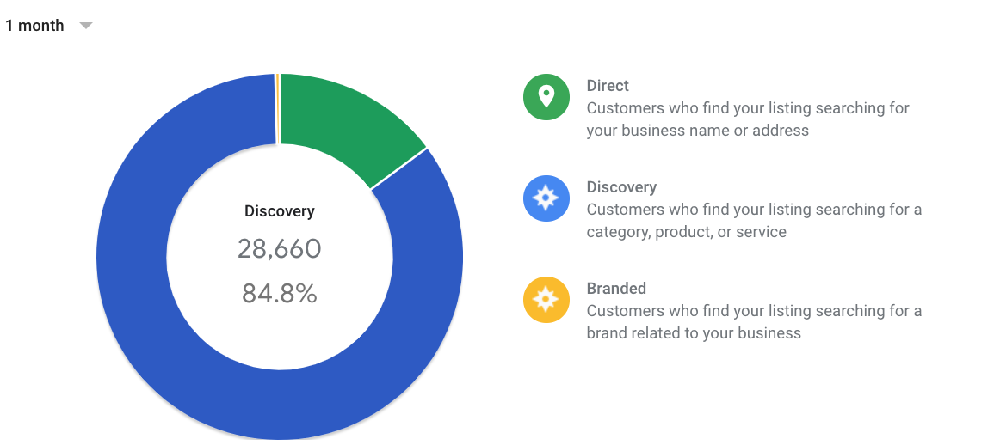 1 month
Discovery
28,660
84.8%
Direct
Customers who find your listing searching for
your business name or address
Discovery
Customers who find your listing searching for a
category, product, or service
Branded
Customers who find your listing searching for a
brand related to your business